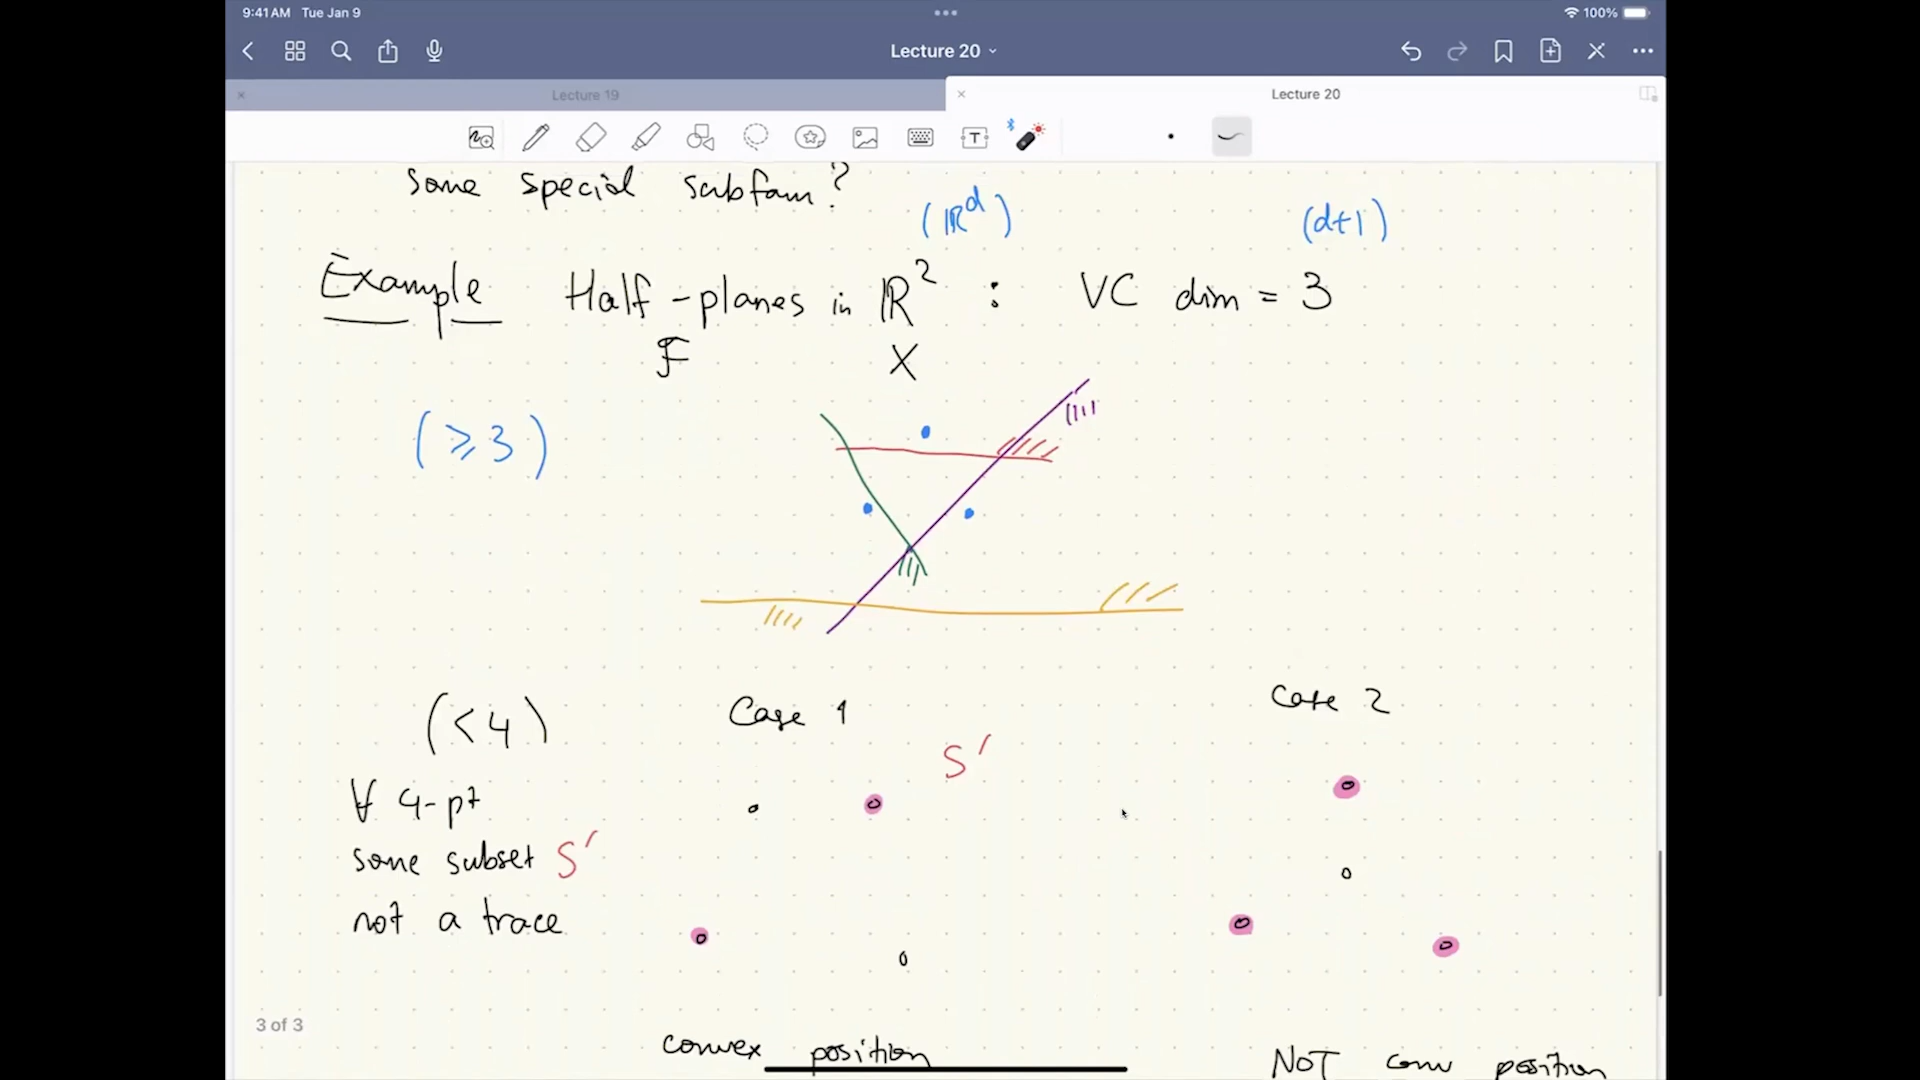 9:41 AM Tue Jan 9
100%
Lecture 20
Lecture 19
Lecture 20
some special subfam?
(ℝ^d) (d+1)
Example Half-planes in ℝ² : VC dim = 3
F X
(≥3)
(<4) Case 1 Case 2
S'
∀ 4-pt
some subset S'
not a trace
3 of 3
convex position
NOT conv position